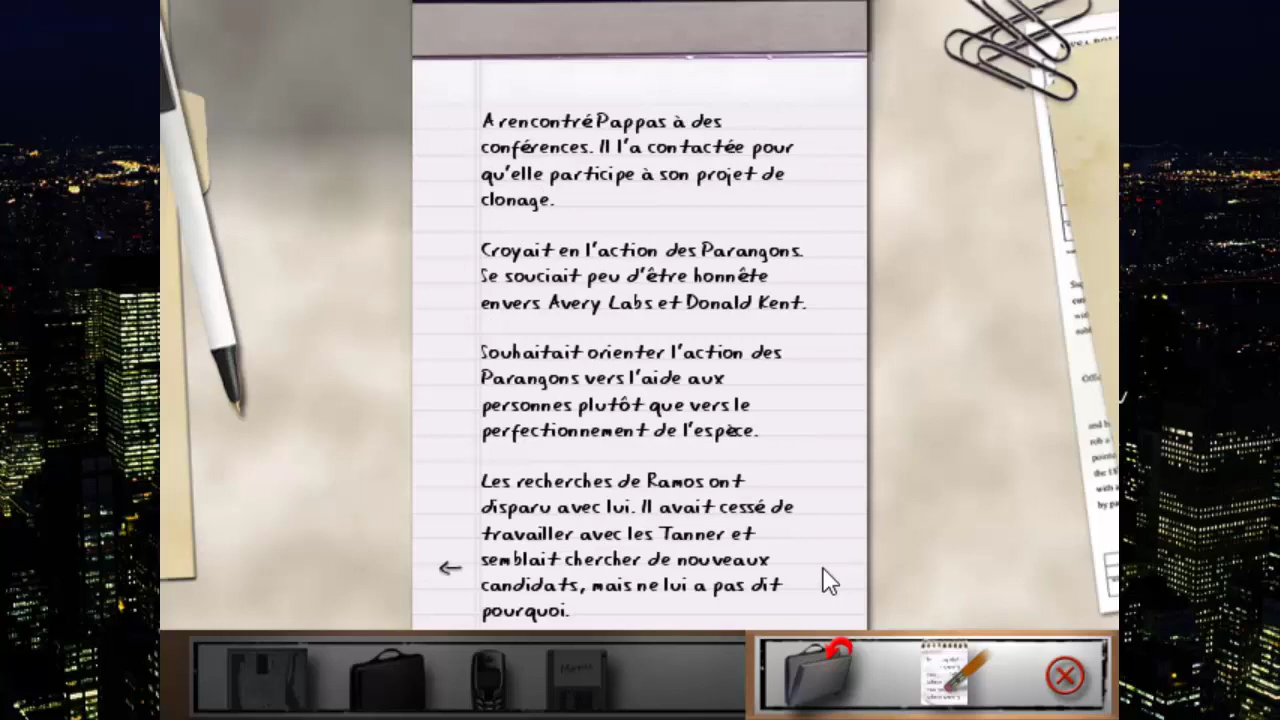 A rencontré Pappas à des
conférences. Il l'a contactée pour
qu'elle participe à son projet de
clonage.
Croyait en l'action des Parangons.
Se souciait peu d'être honnête
envers Avery Labs et Donald Kent.
Souhaitait orienter l'action des
Parangons vers l'aide aux
personnes plutôt que vers le
perfectionnement de l'espèce.
Les recherches de Ramos ont
disparu avec lui. Il avait cessé de
travailler avec les Tanner et
semblait chercher de nouveaux
candidats, mais ne lui a pas dit
pourquoi.